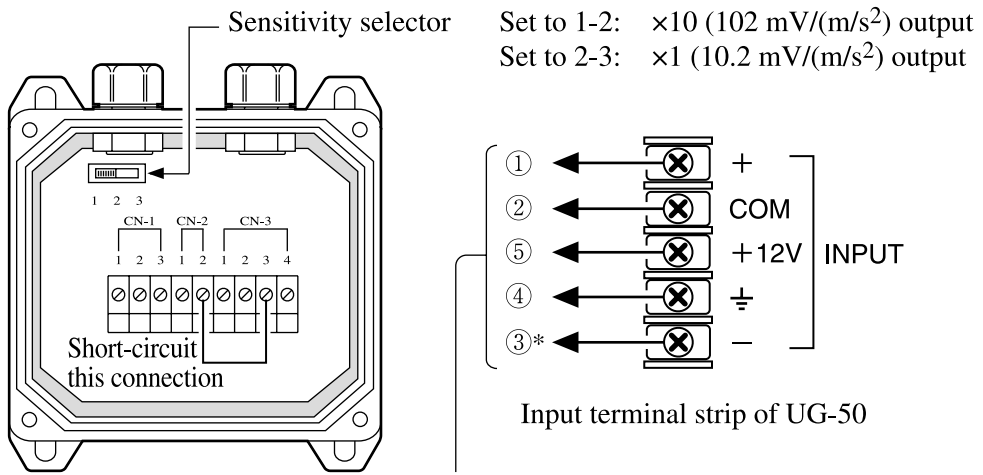 Sensitivity selector
Set to 1-2: ×10 (102 mV/(m/s²) output
Set to 2-3: ×1 (10.2 mV/(m/s²) output
1 2 3
CN-1 CN-2 CN-3
1 2 3 1 2 1 2 3 4
Short-circuit
this connection
① +
② COM
⑤ +12V
④ ⏚
③* −
INPUT
Input terminal strip of UG-50